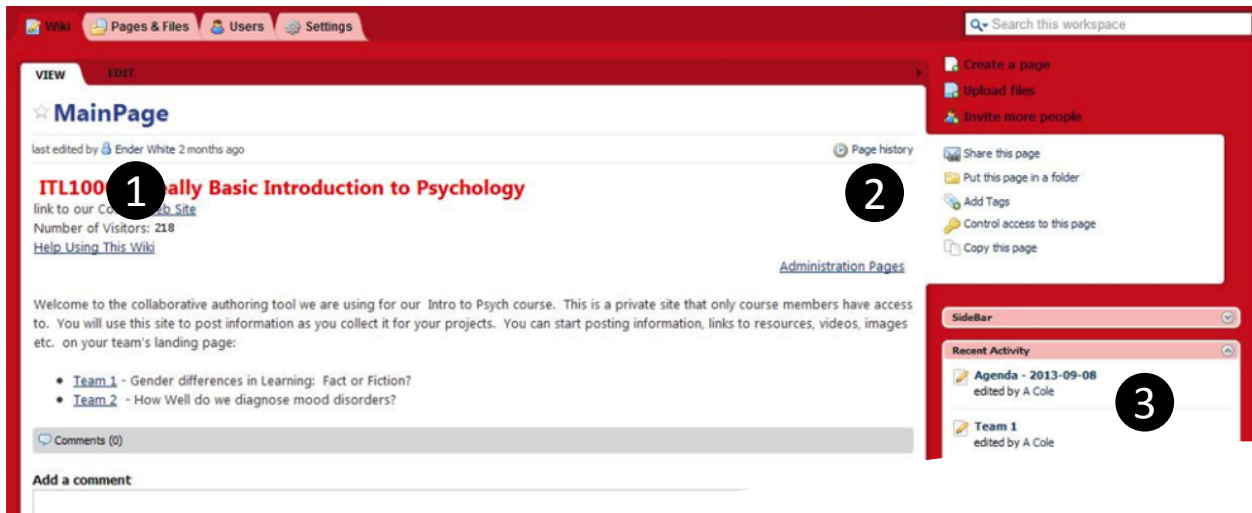 Wiki Pages & Files Users Settings
Search this workspace
VIEW EDIT
MainPage
last edited by Ender White 2 months ago
Page history
ITL100 ally Basic Introduction to Psychology
link to our Co eb Site
Number of Visitors: 218
Help Using This Wiki
Administration Pages
Welcome to the collaborative authoring tool we are using for our Intro to Psych course. This is a private site that only course members have access
to. You will use this site to post information as you collect it for your projects. You can start posting information, links to resources, videos, images
etc. on your team's landing page:
Team 1 - Gender differences in Learning: Fact or Fiction?
Team 2 - How Well do we diagnose mood disorders?
Comments (0)
Add a comment
Create a page
Upload files
Invite more people
Share this page
Put this page in a folder
Add Tags
Control access to this page
Copy this page
SideBar
Recent Activity
Agenda - 2013-09-08
edited by A Cole
Team 1
edited by A Cole
1
2
3